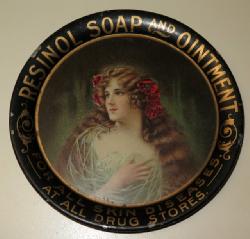 RESINOL SOAP AND OINTMENT
FOR ALL SKIN DISEASES.
AT ALL DRUG STORES.